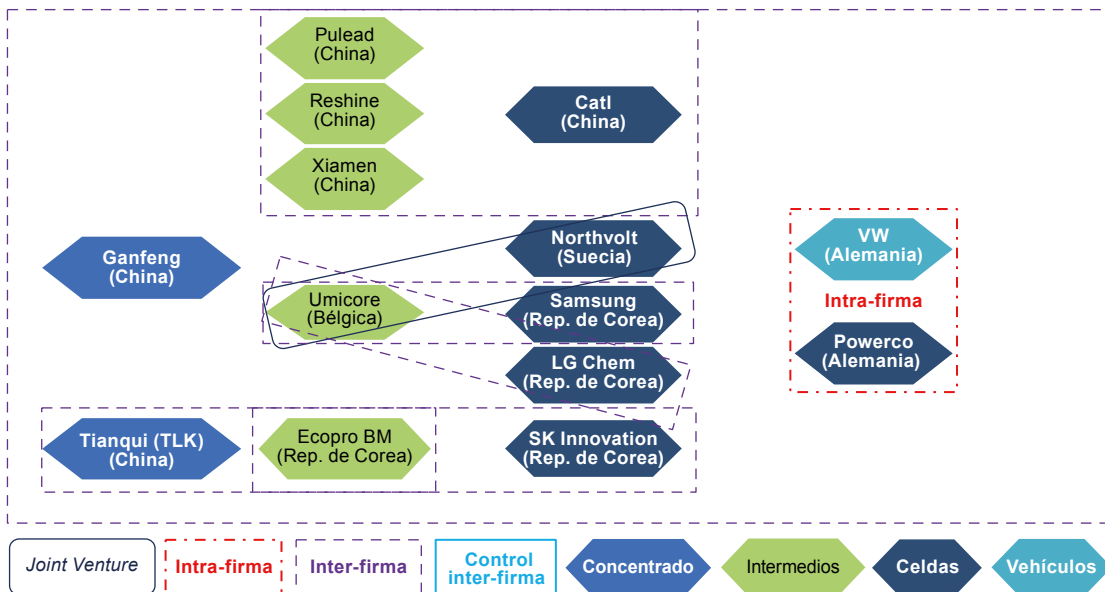 Pulead
(China)
Reshine
(China)
Xiamen
(China)
Catl
(China)
Ganfeng
(China)
Northvolt
(Suecia)
Umicore
(Bélgica)
Samsung
(Rep. de Corea)
LG Chem
(Rep. de Corea)
VW
(Alemania)
Intra-firma
Powerco
(Alemania)
Tianqui (TLK)
(China)
Ecopro BM
(Rep. de Corea)
SK Innovation
(Rep. de Corea)
Joint Venture
Intra-firma
Inter-firma
Control
inter-firma
Concentrado
Intermedios
Celdas
Vehículos